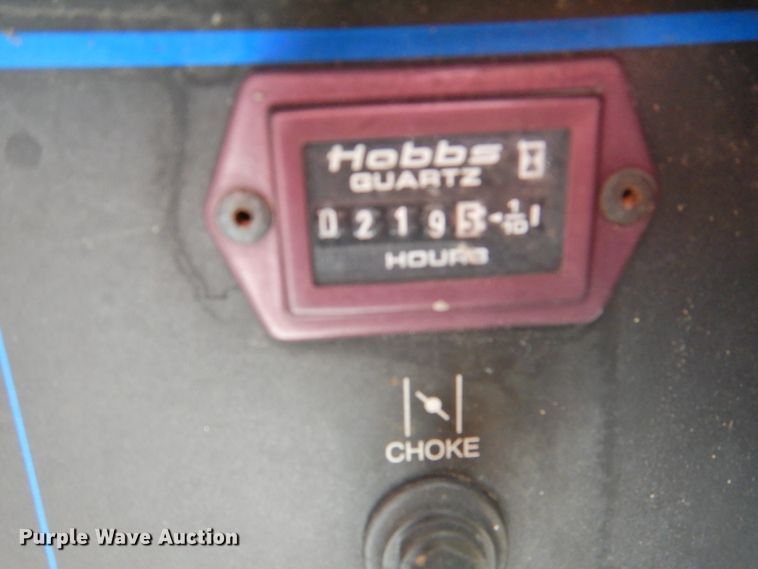 Hobbs
QUARTZ
0 2 1 9 5 1/10
HOURS
CHOKE
Purple Wave Auction